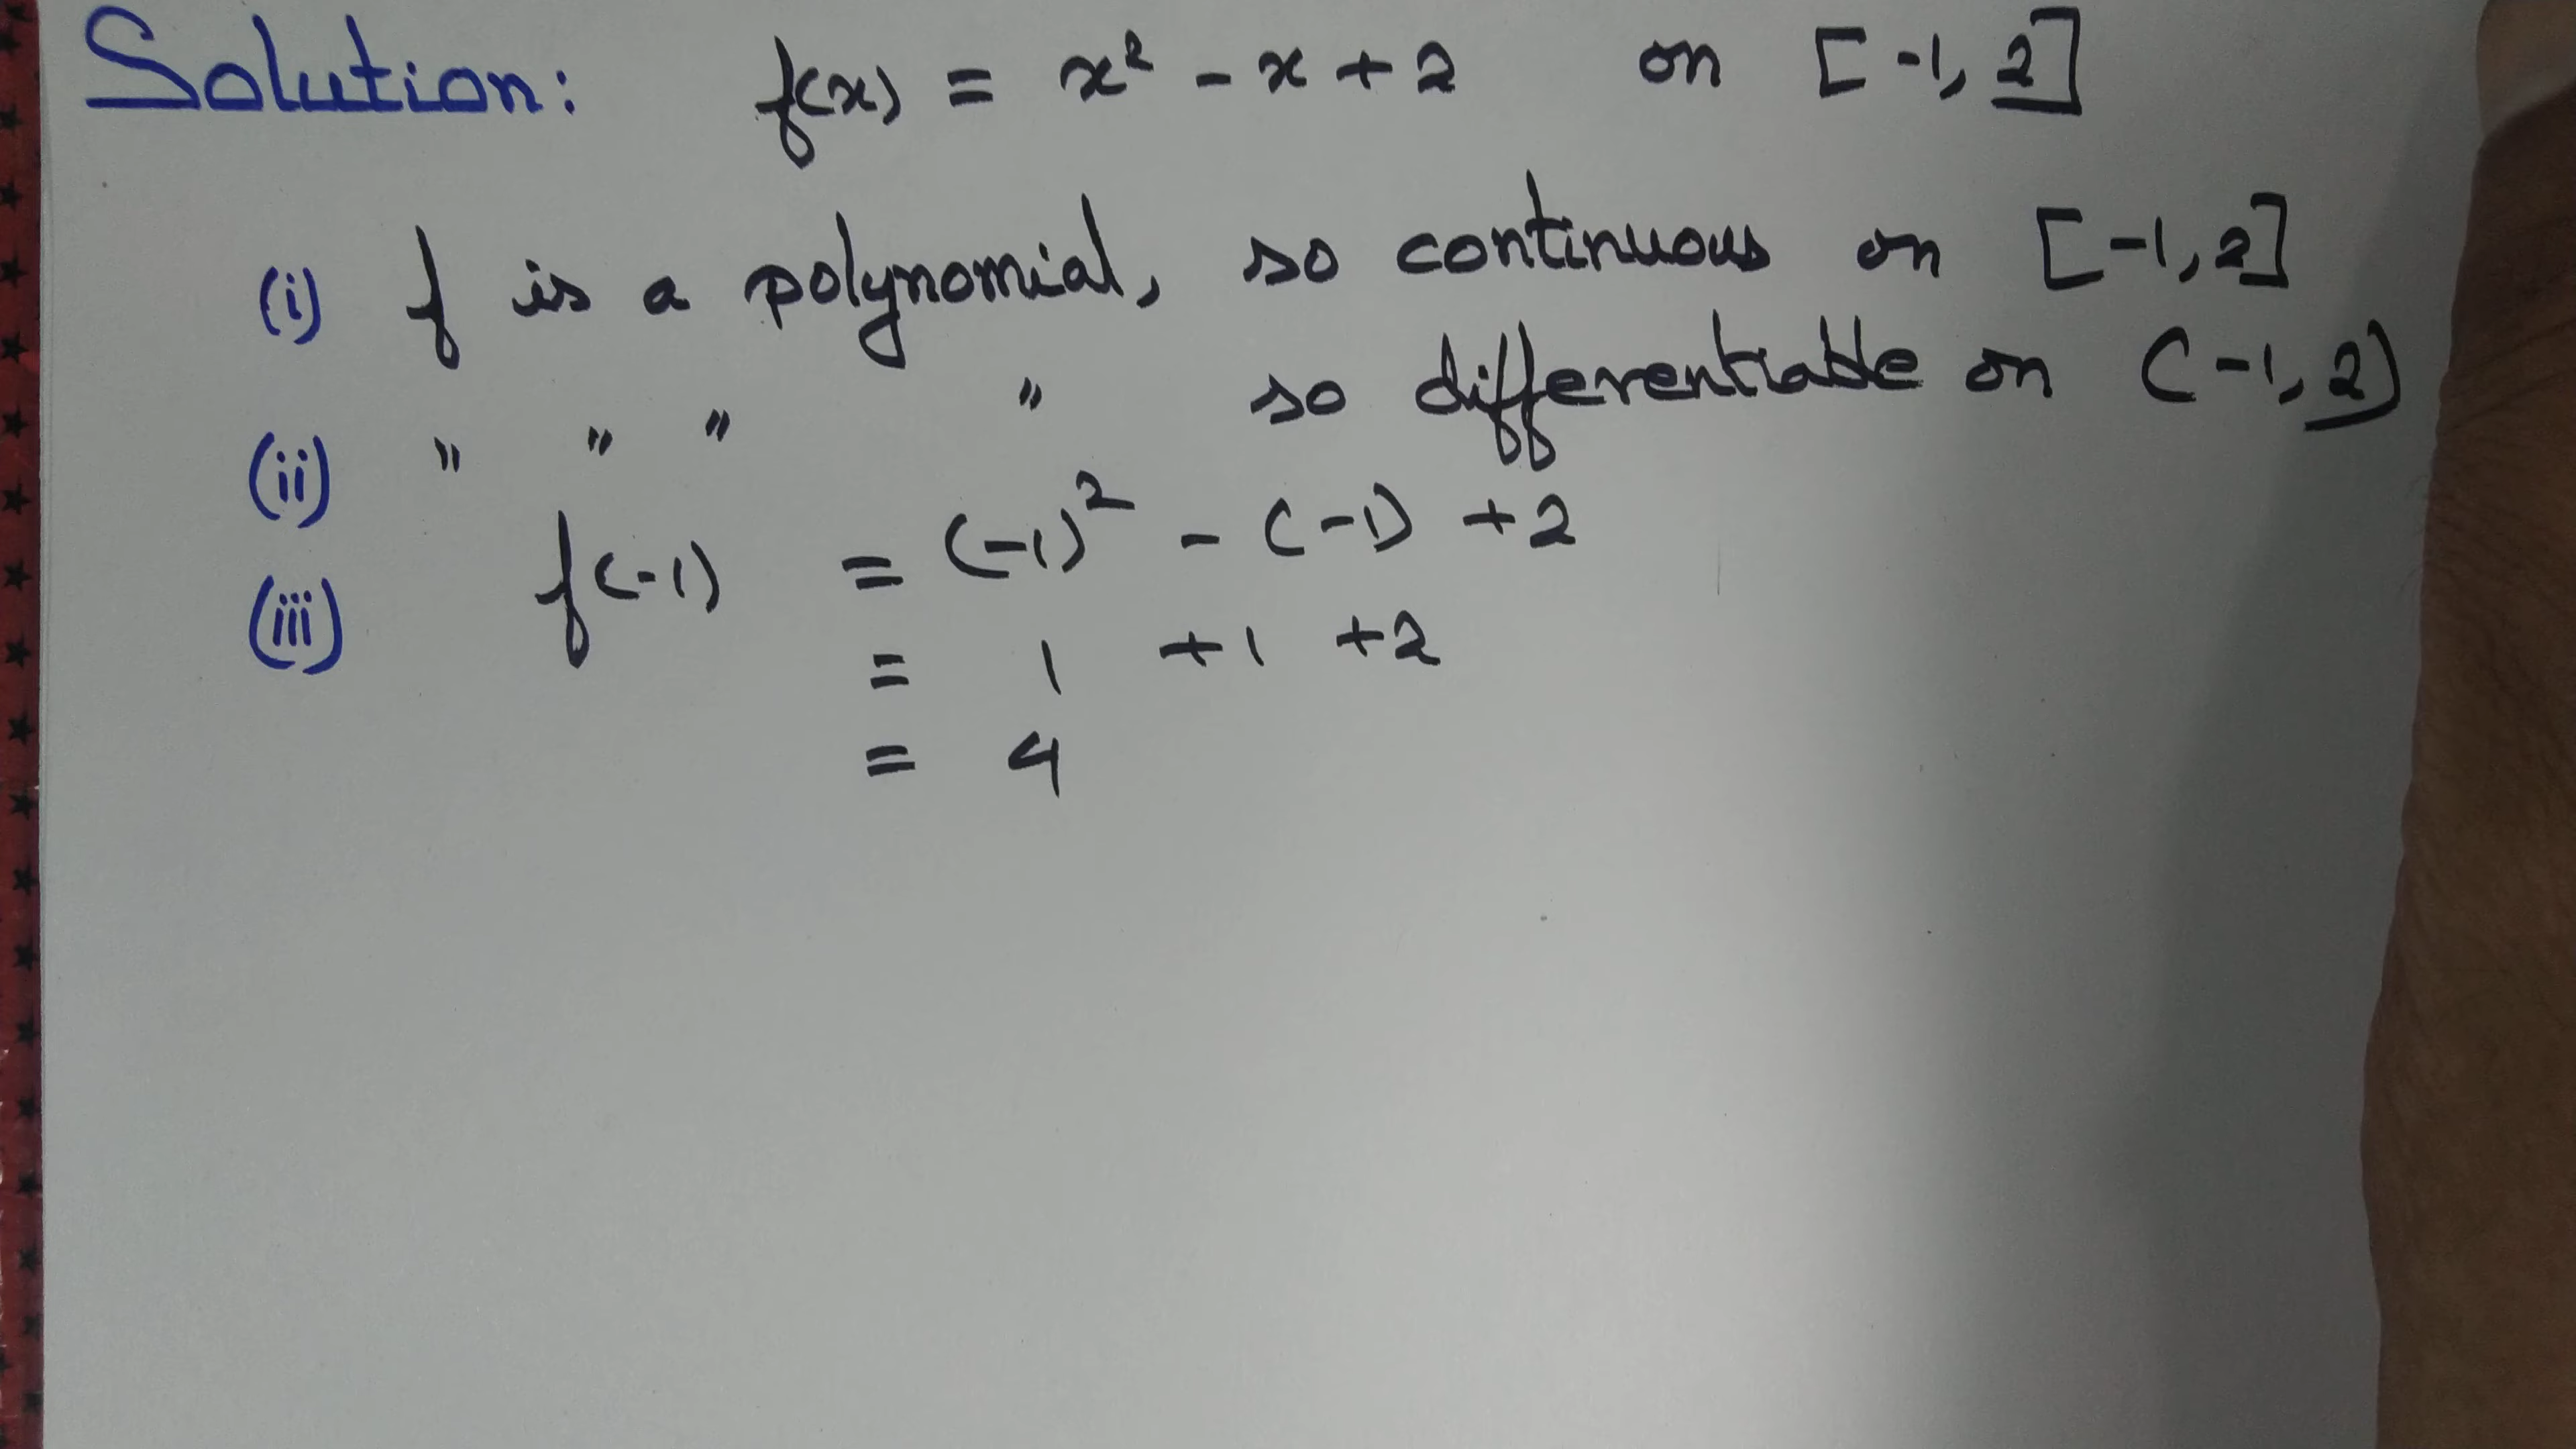 Solution: f(x) = x² - x + 2 on [-1, 2]
(i) f is a polynomial, so continuous on [-1, 2]
(ii) " " " " so differentiable on (-1, 2)
(iii) f(-1) = (-1)² - (-1) + 2
= 1 + 1 + 2
= 4